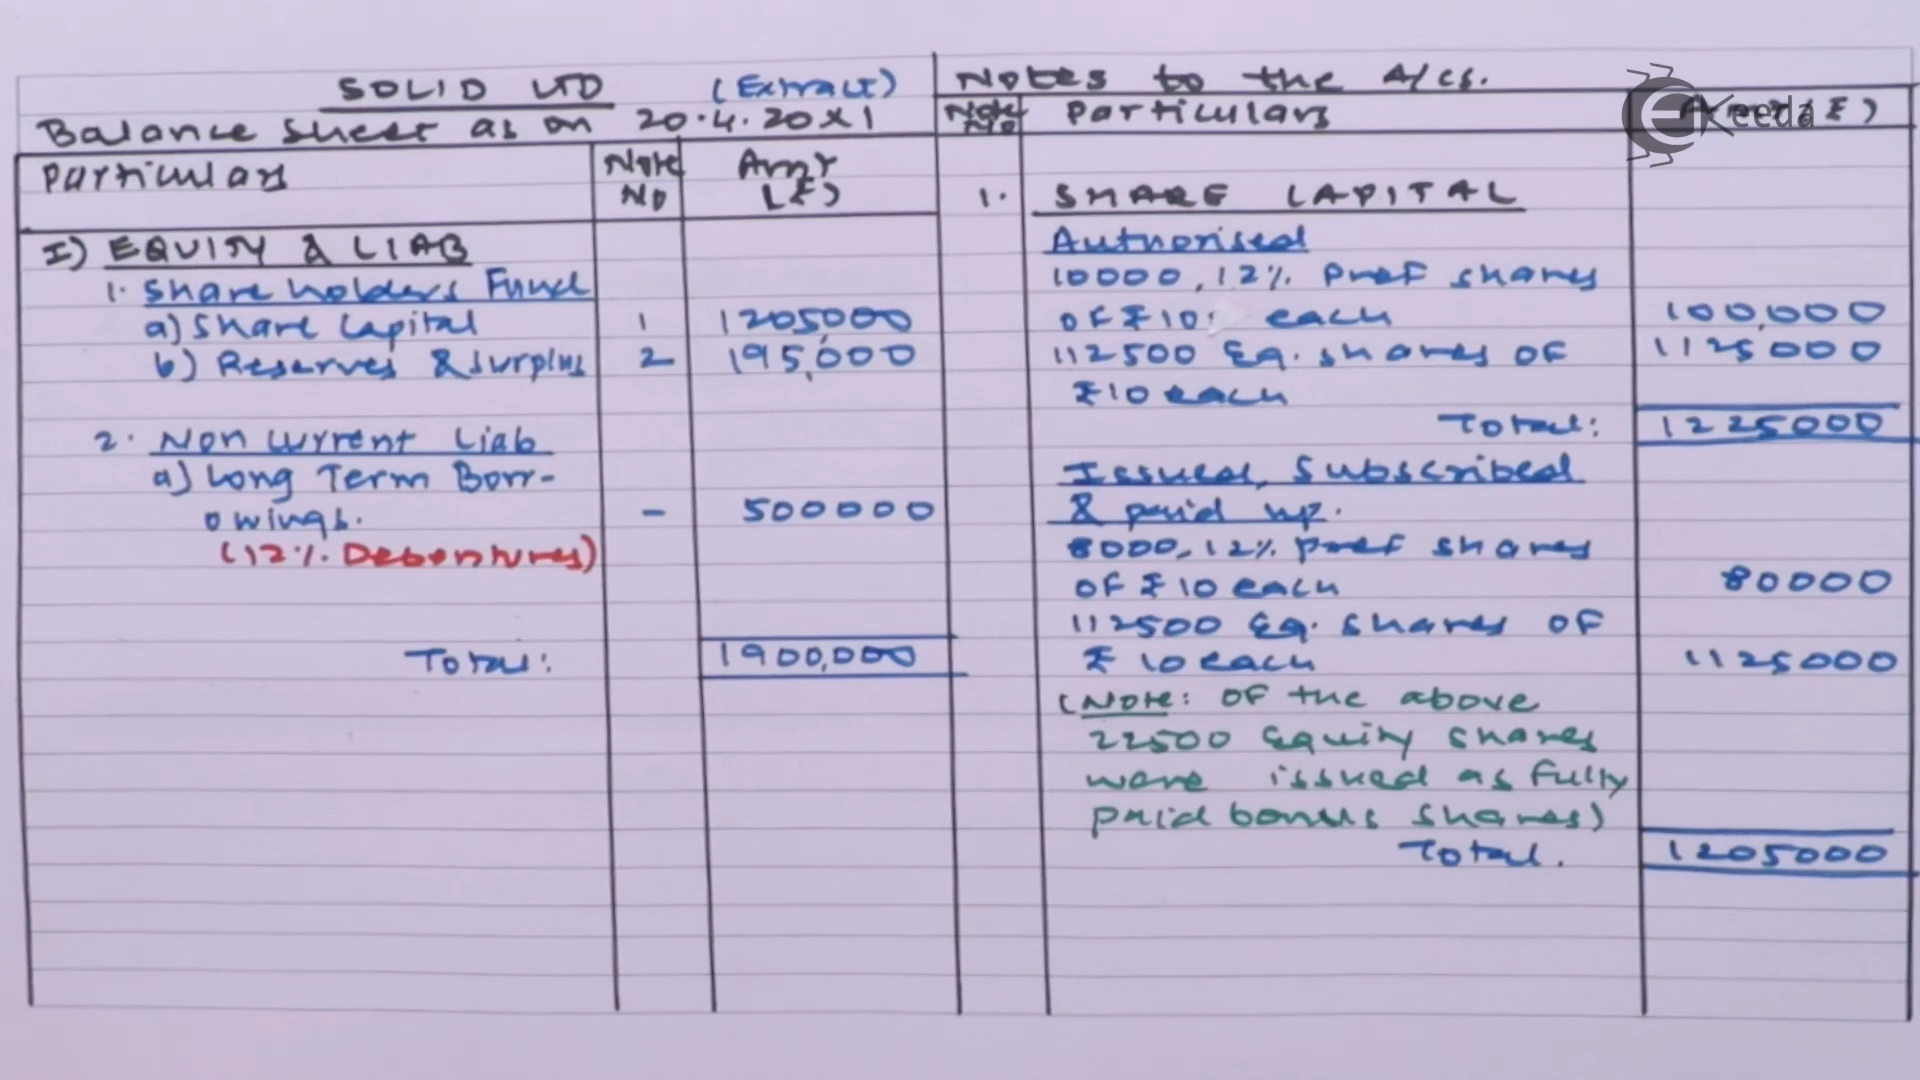 SOLID LTD (Extract)
Balance Sheet as on 20.4.20X1
Particulars
Note No
Amt (₹)
I) EQUITY & LIAB
1. Share holders Fund
a) Share Capital 1 1205000
b) Reserves & Surplus 2 195,000
2. Non Current Liab
a) Long Term Borr-
owings. - 500000
(12% Debentures)
Total: 1900,000
Notes to the A/cs.
Note No
Particulars
(₹)
Keeda
1. SHARE CAPITAL
Authorised
10000, 12% Pref shares
of ₹10 each 100,000
112500 Eq. shares of 1125000
₹10 each
Total: 1225000
Issued, Subscribed
& paid up.
8000, 12% Pref shares
of ₹10 each 80000
112500 Eq. shares of
₹10 each 1125000
(Note: Of the above
22500 Equity shares
were issued as fully
paid bonus shares)
Total. 1205000